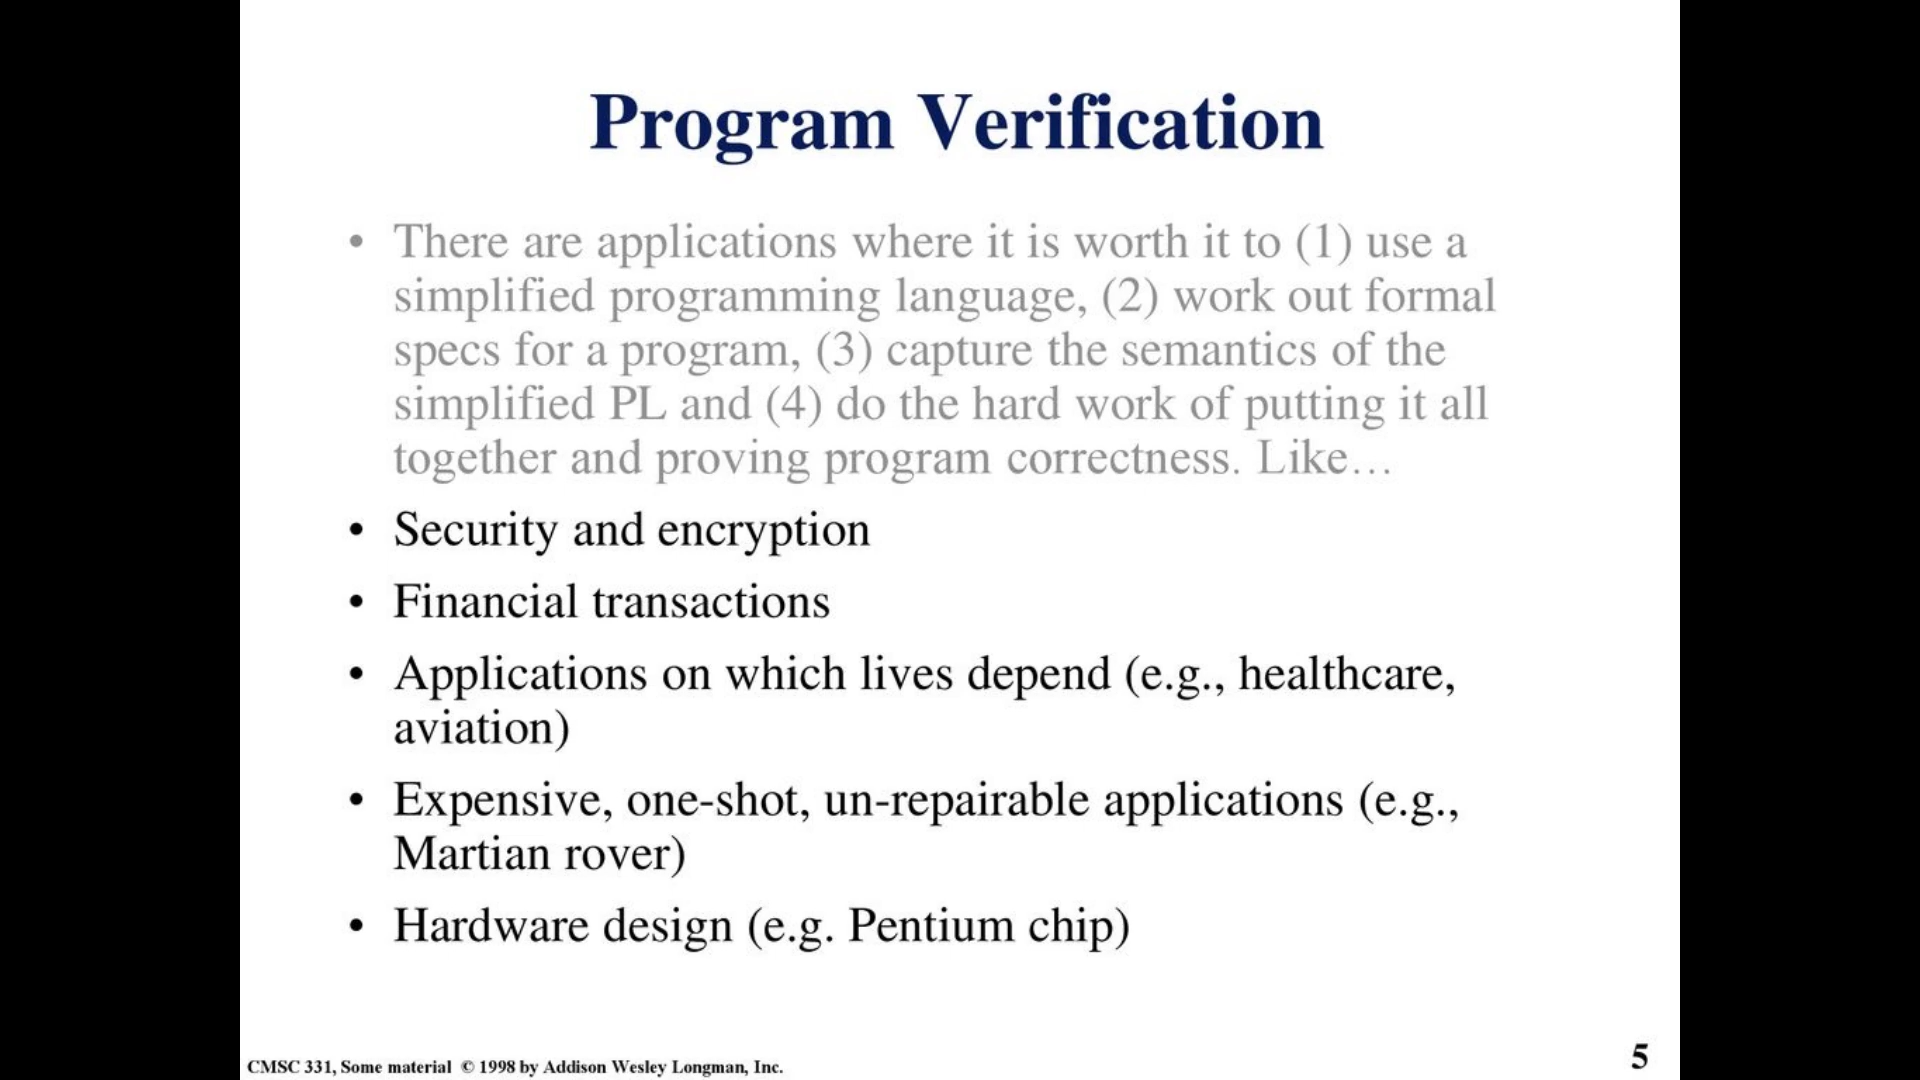 Program Verification
• There are applications where it is worth it to (1) use a
simplified programming language, (2) work out formal
specs for a program, (3) capture the semantics of the
simplified PL and (4) do the hard work of putting it all
together and proving program correctness. Like…
• Security and encryption
• Financial transactions
• Applications on which lives depend (e.g., healthcare,
aviation)
• Expensive, one-shot, un-repairable applications (e.g.,
Martian rover)
• Hardware design (e.g. Pentium chip)
CMSC 331, Some material © 1998 by Addison Wesley Longman, Inc.
5